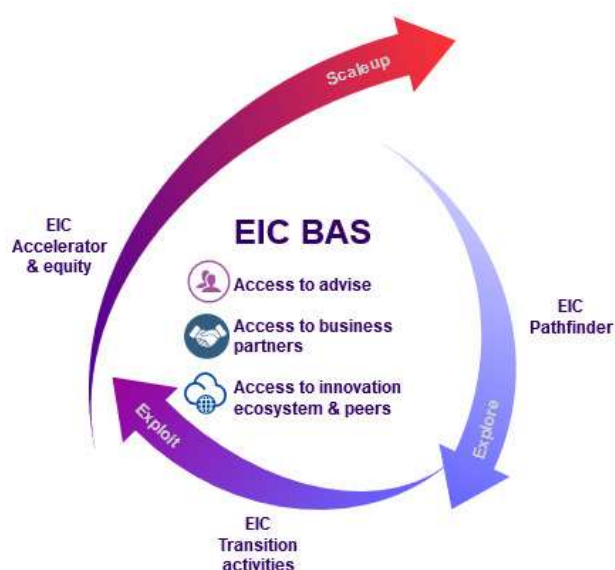 Scaleup
EIC
Accelerator
& equity
EIC BAS
Access to advise
Access to business
partners
Access to innovation
ecosystem & peers
EIC
Pathfinder
Explore
Exploit
EIC
Transition
activities